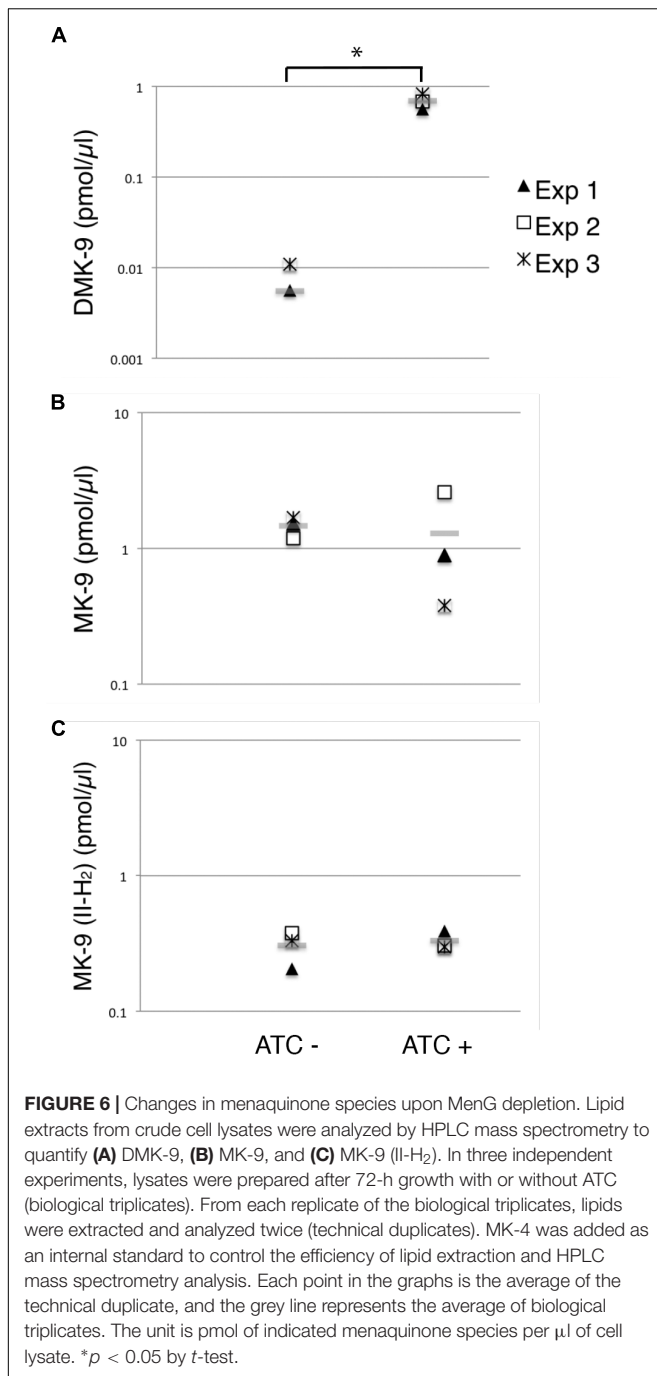 A
*
DMK-9 (pmol/µl)
1
0.1
0.01
0.001
▲ Exp 1
□ Exp 2
Exp 3
B
MK-9 (pmol/µl)
10
1
0.1
C
MK-9 (II-H₂) (pmol/µl)
10
1
0.1
ATC - ATC +
FIGURE 6 | Changes in menaquinone species upon MenG depletion. Lipid
extracts from crude cell lysates were analyzed by HPLC mass spectrometry to
quantify (A) DMK-9, (B) MK-9, and (C) MK-9 (II-H₂). In three independent
experiments, lysates were prepared after 72-h growth with or without ATC
(biological triplicates). From each replicate of the biological triplicates, lipids
were extracted and analyzed twice (technical duplicates). MK-4 was added as
an internal standard to control the efficiency of lipid extraction and HPLC
mass spectrometry analysis. Each point in the graphs is the average of the
technical duplicate, and the grey line represents the average of biological
triplicates. The unit is pmol of indicated menaquinone species per µl of cell
lysate. *p < 0.05 by t-test.